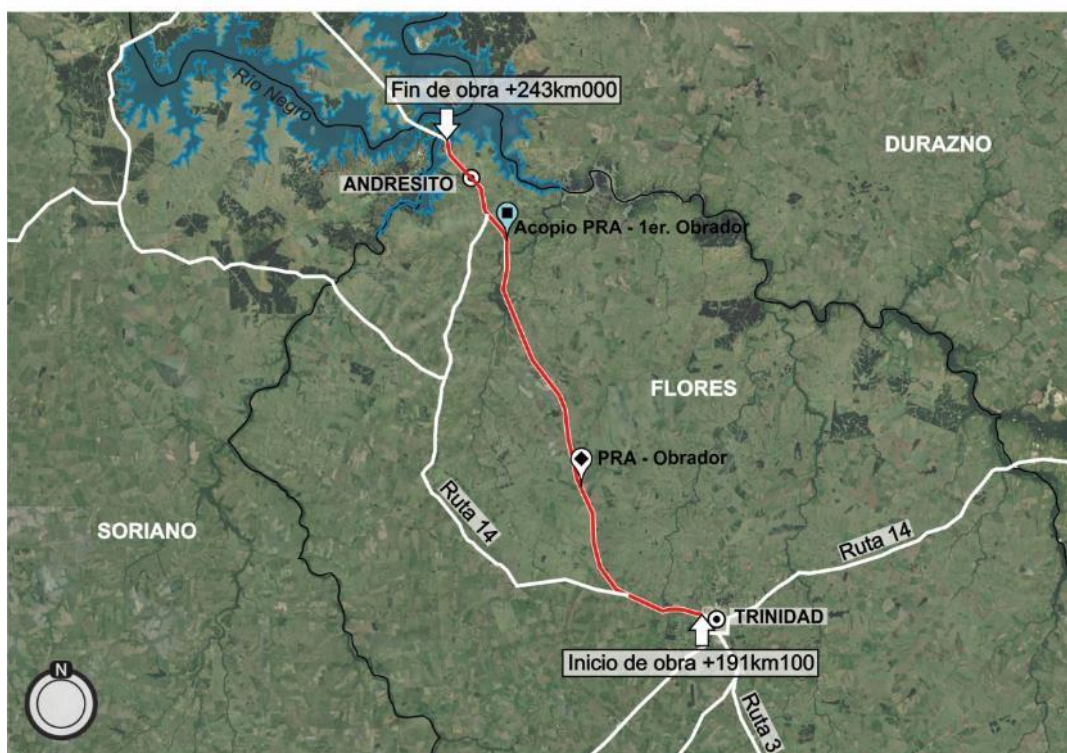 Río Negro
Fin de obra +243km000
DURAZNO
ANDRESITO
Acopio PRA - 1er. Obrador
FLORES
PRA - Obrador
Ruta 14
SORIANO
Ruta 14
TRINIDAD
Inicio de obra +191km100
N
Ruta 3